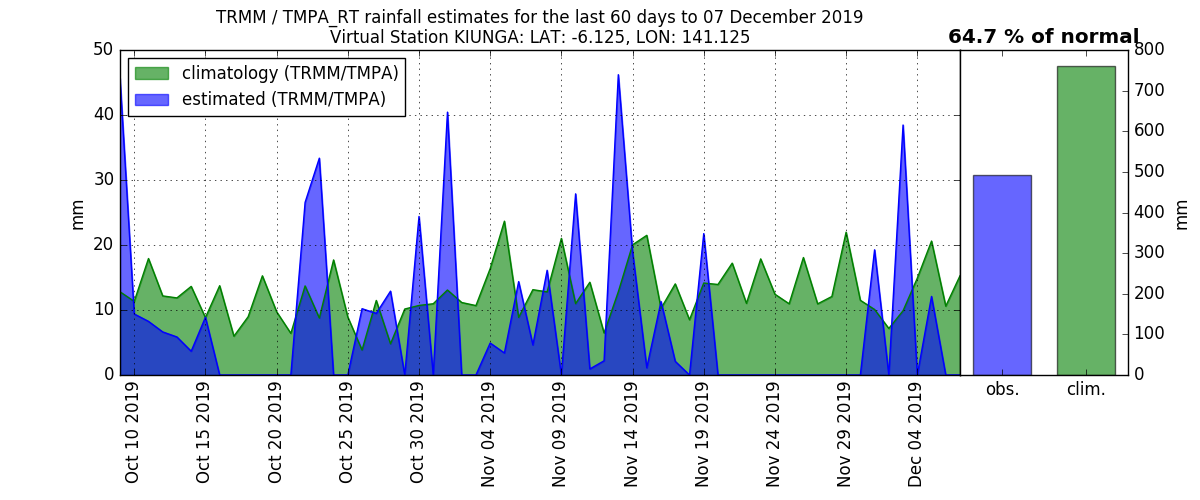 TRMM / TMPA_RT rainfall estimates for the last 60 days to 07 December 2019
Virtual Station KIUNGA: LAT: -6.125, LON: 141.125
64.7 % of normal
climatology (TRMM/TMPA)
estimated (TRMM/TMPA)
50
40
30
20
10
0
mm
800
700
600
500
400
300
200
100
0
mm
Oct 10 2019
Oct 15 2019
Oct 20 2019
Oct 25 2019
Oct 30 2019
Nov 04 2019
Nov 09 2019
Nov 14 2019
Nov 19 2019
Nov 24 2019
Nov 29 2019
Dec 04 2019
obs.
clim.